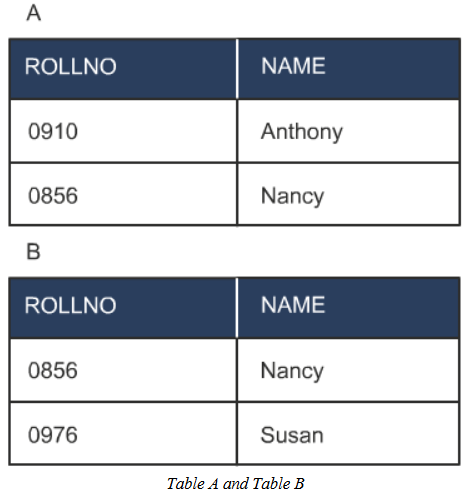 A
ROLLNO NAME
0910 Anthony
0856 Nancy
B
ROLLNO NAME
0856 Nancy
0976 Susan
Table A and Table B